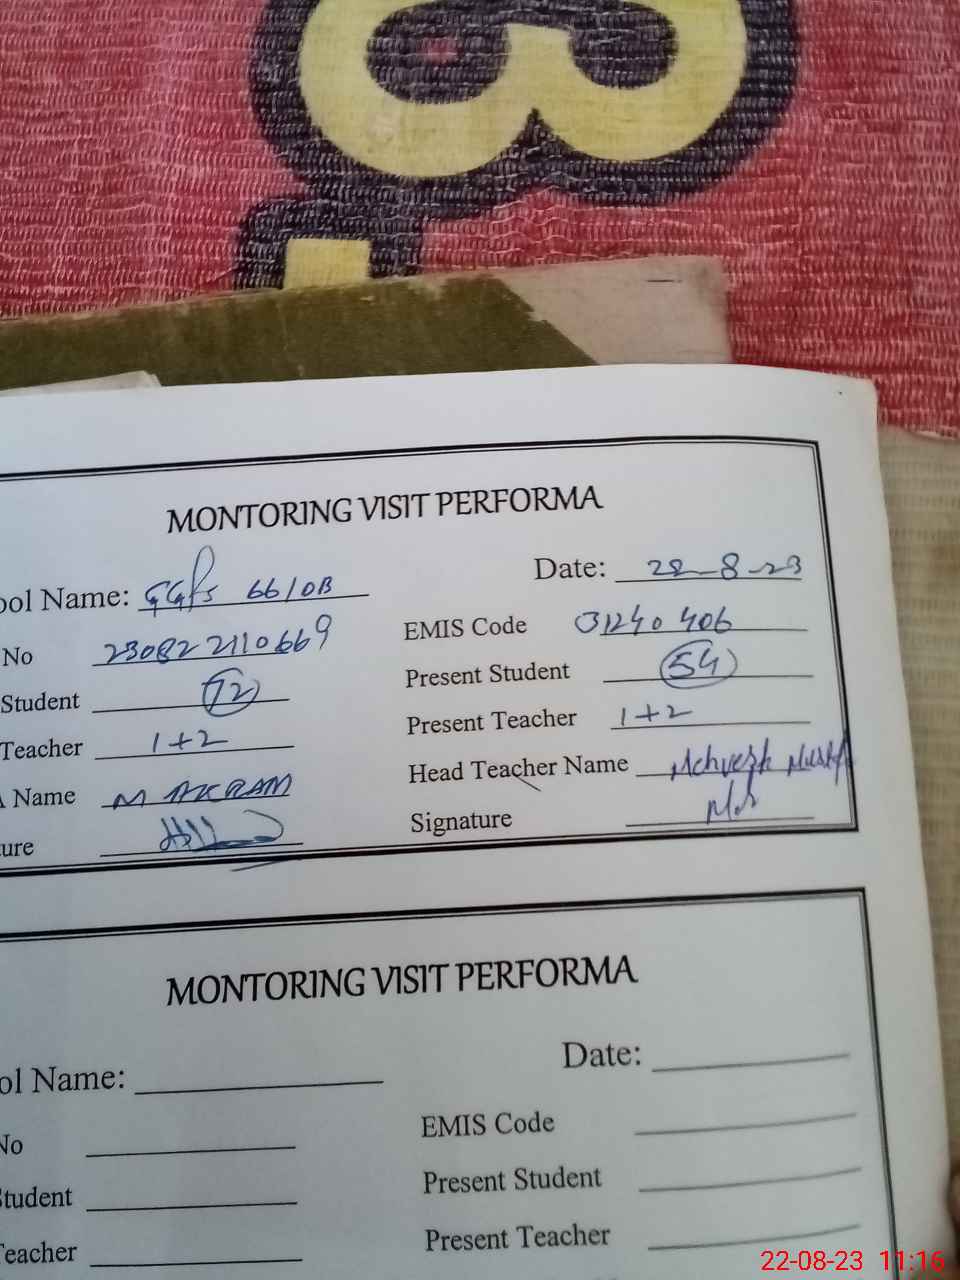 MONTORING VISIT PERFORMA
ool Name: GGPS 66/DB Date: 22-8-23
No 230822110669 EMIS Code 31240406
Student 72 Present Student 54
Teacher 1+2 Present Teacher 1+2
Name M AKRAM Head Teacher Name
ure Signature
MONTORING VISIT PERFORMA
ol Name: Date:
No EMIS Code
Student Present Student
Teacher Present Teacher
22-08-23 11:16